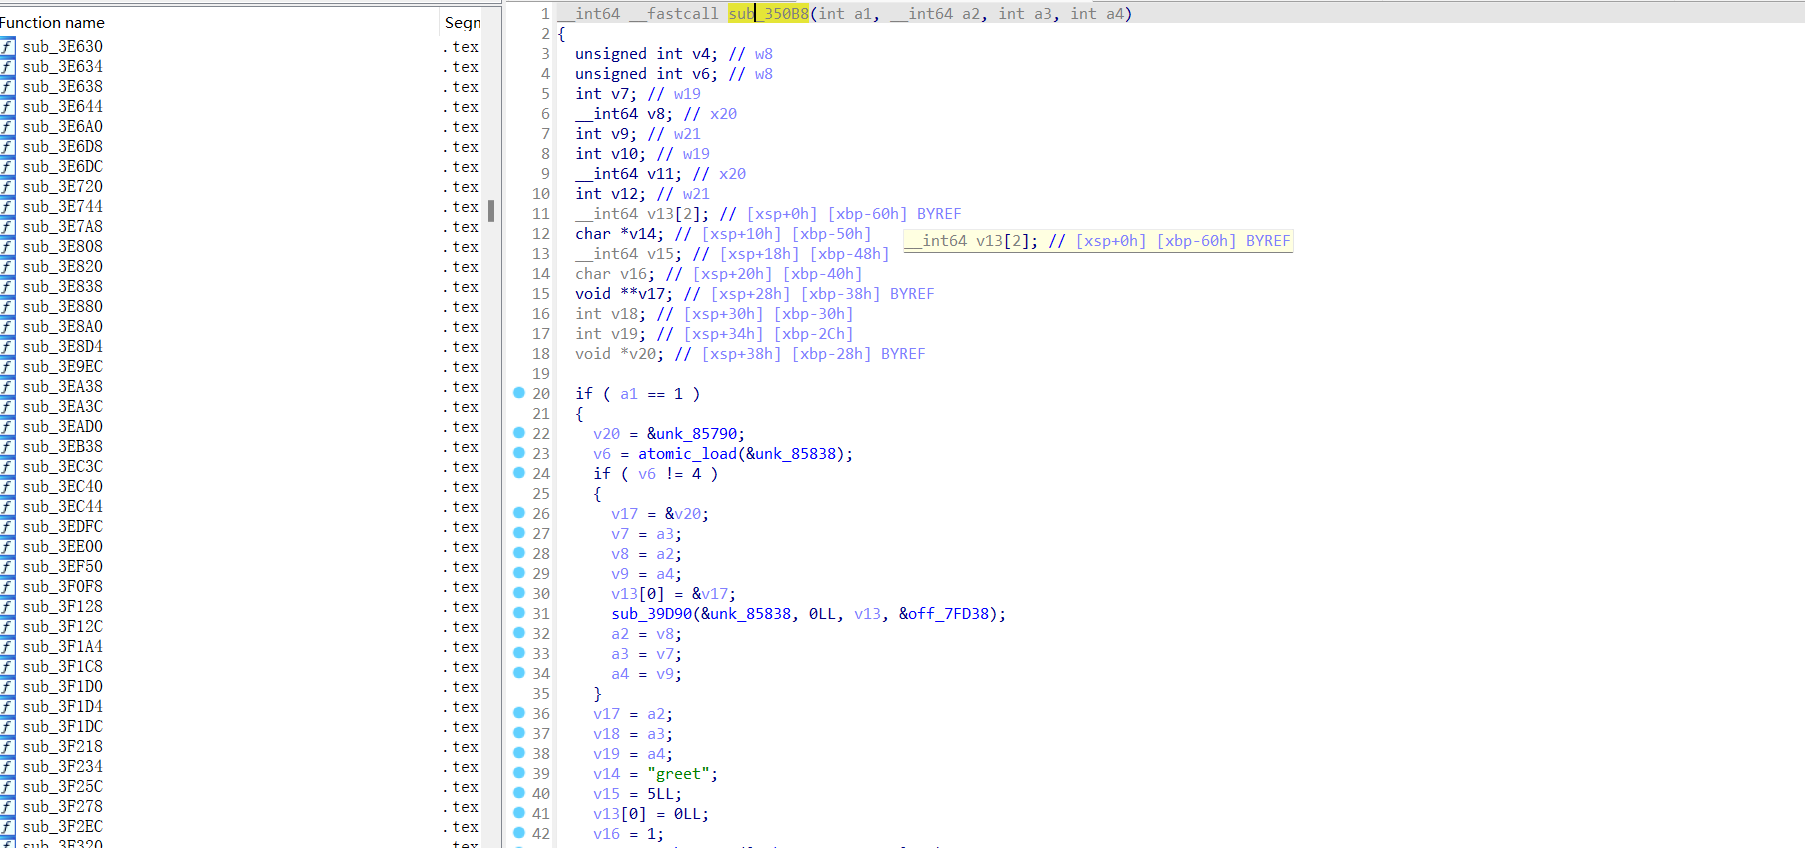 Function name
Segn
sub_3E630 .tex
sub_3E634 .tex
sub_3E638 .tex
sub_3E644 .tex
sub_3E6A0 .tex
sub_3E6D8 .tex
sub_3E6DC .tex
sub_3E720 .tex
sub_3E744 .tex
sub_3E7A8 .tex
sub_3E808 .tex
sub_3E820 .tex
sub_3E838 .tex
sub_3E880 .tex
sub_3E8A0 .tex
sub_3E8D4 .tex
sub_3E9EC .tex
sub_3EA38 .tex
sub_3EA3C .tex
sub_3EAD0 .tex
sub_3EB38 .tex
sub_3EC3C .tex
sub_3EC40 .tex
sub_3EC44 .tex
sub_3EDFC .tex
sub_3EE00 .tex
sub_3EF50 .tex
sub_3F0F8 .tex
sub_3F128 .tex
sub_3F12C .tex
sub_3F1A4 .tex
sub_3F1C8 .tex
sub_3F1D0 .tex
sub_3F1D4 .tex
sub_3F1DC .tex
sub_3F218 .tex
sub_3F234 .tex
sub_3F25C .tex
sub_3F278 .tex
sub_3F2EC .tex
sub_3F320 .tex
1 __int64 __fastcall sub_350B8(int a1, __int64 a2, int a3, int a4)
2 {
3 unsigned int v4; // w8
4 unsigned int v6; // w8
5 int v7; // w19
6 __int64 v8; // x20
7 int v9; // w21
8 int v10; // w19
9 __int64 v11; // x20
10 int v12; // w21
11 __int64 v13[2]; // [xsp+0h] [xbp-60h] BYREF
12 char *v14; // [xsp+10h] [xbp-50h]
__int64 v13[2]; // [xsp+0h] [xbp-60h] BYREF
13 __int64 v15; // [xsp+18h] [xbp-48h]
14 char v16; // [xsp+20h] [xbp-40h]
15 void **v17; // [xsp+28h] [xbp-38h] BYREF
16 int v18; // [xsp+30h] [xbp-30h]
17 int v19; // [xsp+34h] [xbp-2Ch]
18 void *v20; // [xsp+38h] [xbp-28h] BYREF
19
20 if ( a1 == 1 )
21 {
22 v20 = &unk_85790;
23 v6 = atomic_load(&unk_85838);
24 if ( v6 != 4 )
25 {
26 v17 = &v20;
27 v7 = a3;
28 v8 = a2;
29 v9 = a4;
30 v13[0] = &v17;
31 sub_39D90(&unk_85838, 0LL, v13, &off_7FD38);
32 a2 = v8;
33 a3 = v7;
34 a4 = v9;
35 }
36 v17 = a2;
37 v18 = a3;
38 v19 = a4;
39 v14 = "greet";
40 v15 = 5LL;
41 v13[0] = 0LL;
42 v16 = 1;